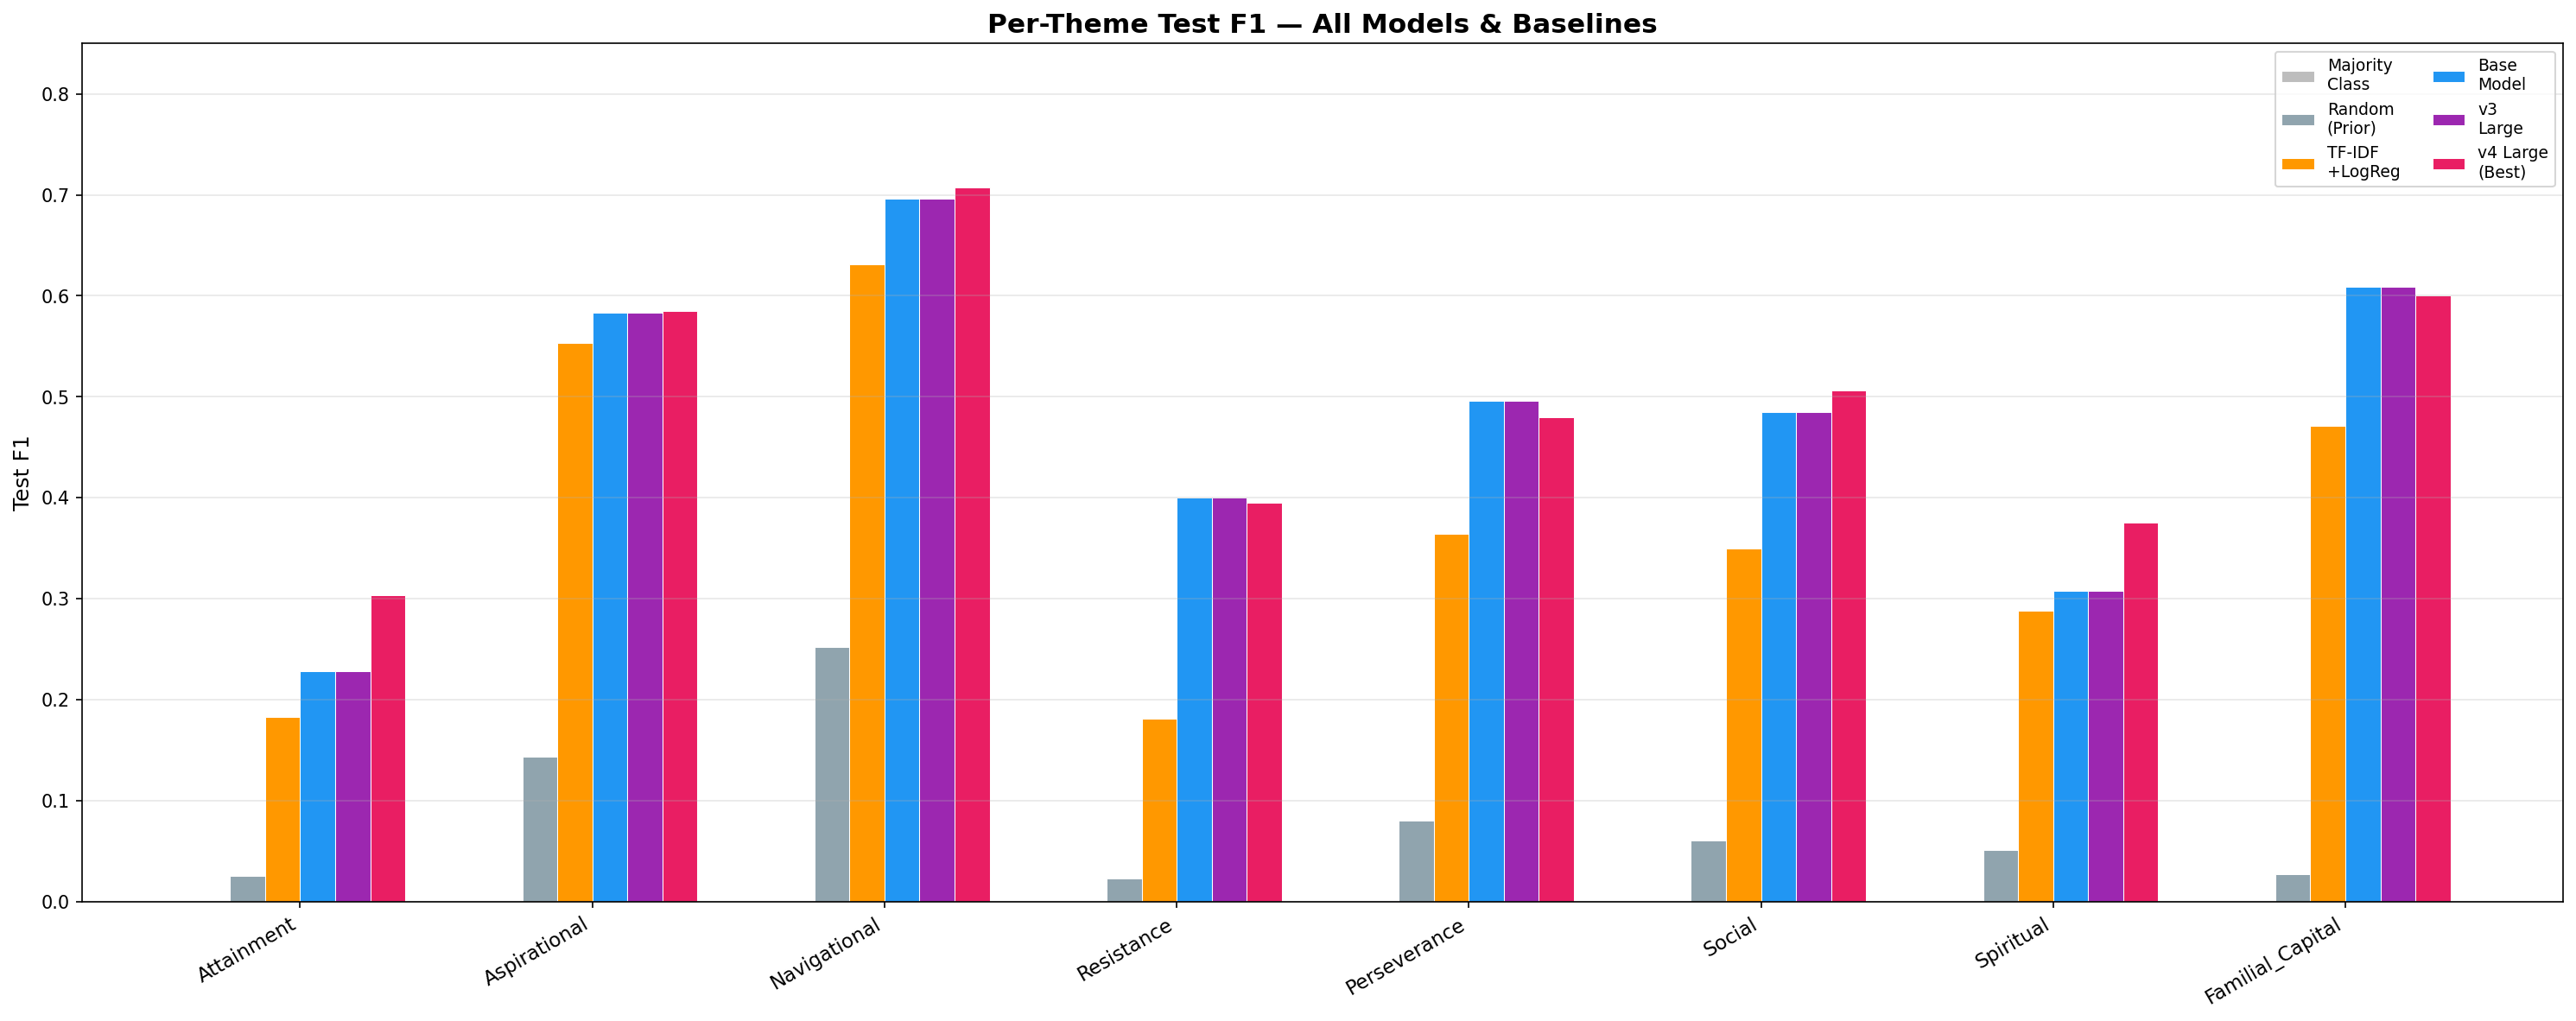 Per-Theme Test F1 — All Models & Baselines
Majority
Class
Random
(Prior)
TF-IDF
+LogReg
Base
Model
v3
Large
v4 Large
(Best)
Test F1
0.8
0.7
0.6
0.5
0.4
0.3
0.2
0.1
0.0
Attainment
Aspirational
Navigational
Resistance
Perseverance
Social
Spiritual
Familial_Capital